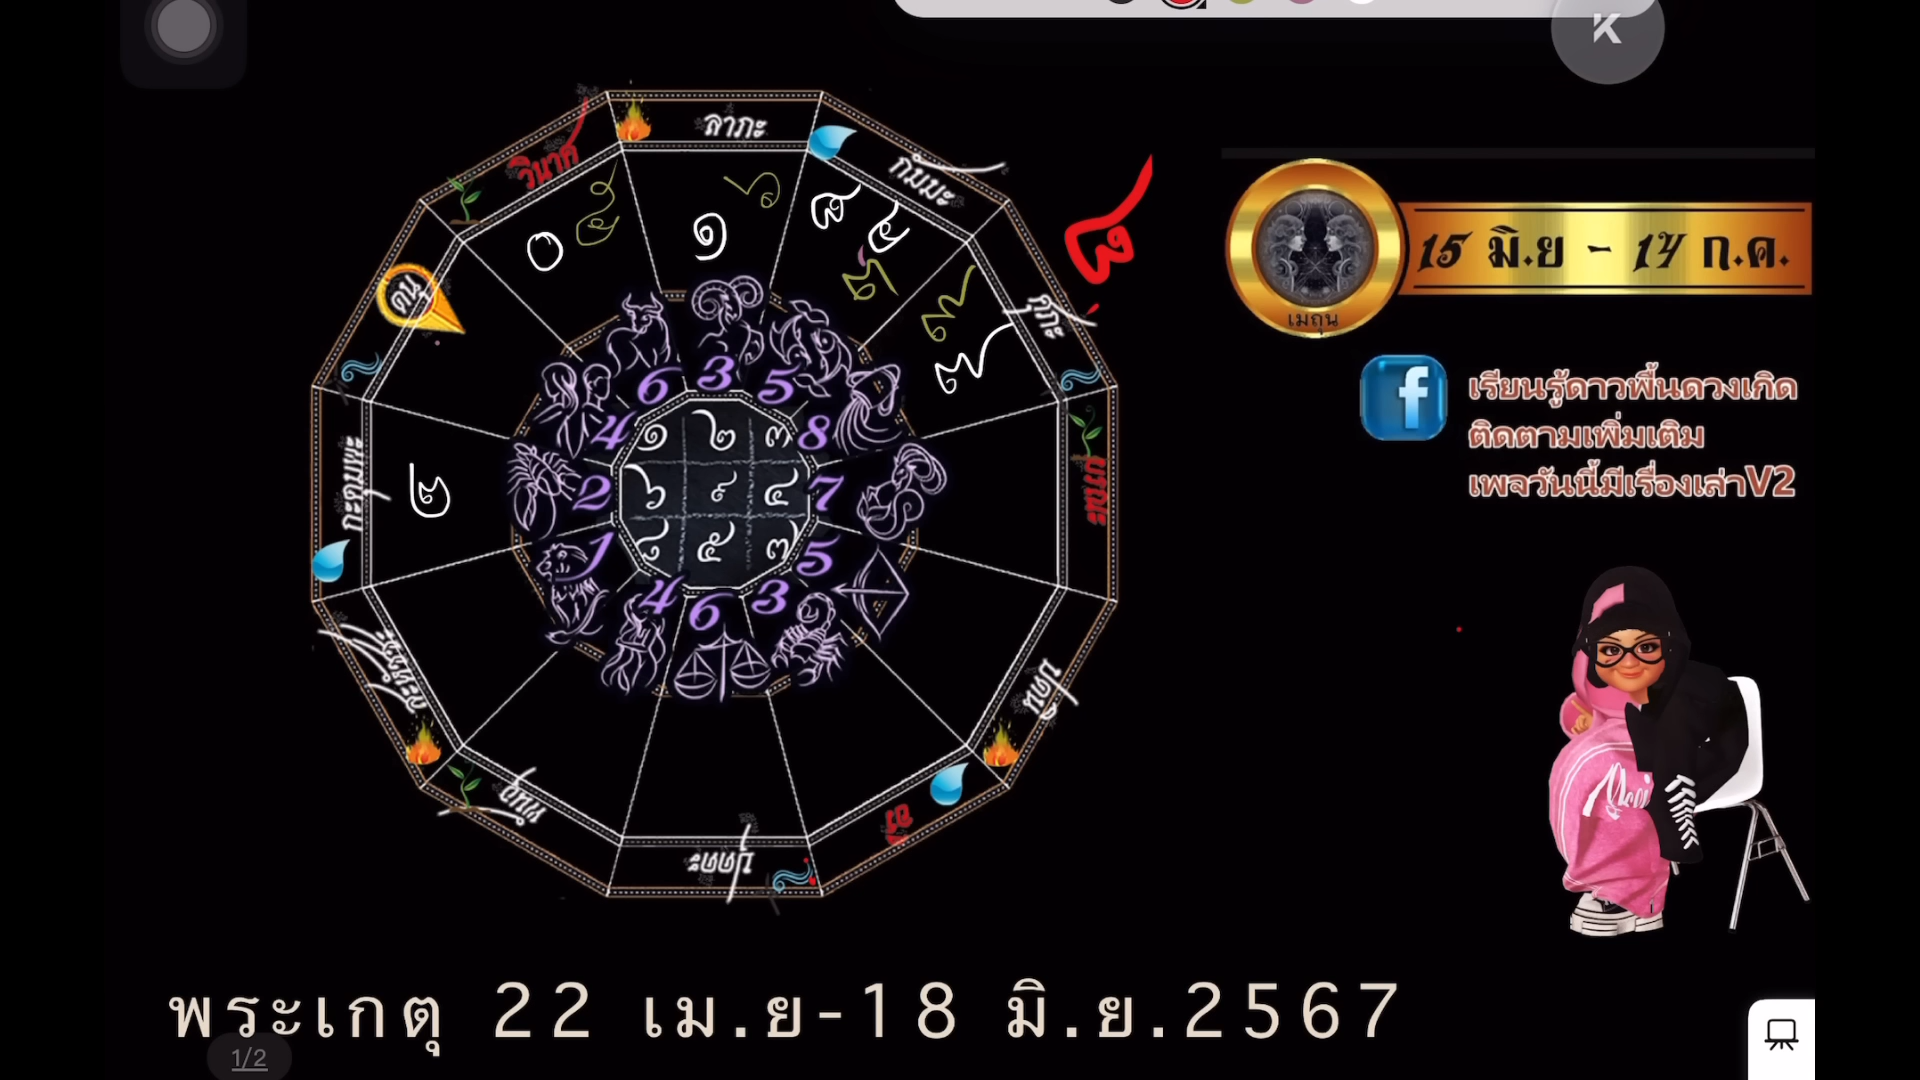 K
ลาภะ
กัมมะ
ศุภะ
มรณะ
ปัตนิ
อริ
ปุตตะ
พันธุ
สหัชชะ
กะดุมพะ
ตนุ
วินาศ
๐
๕
๑
๖
๘
๔
๗
๒
3
5
8
7
5
3
6
4
1
2
4
6
๑ ๒ ๓
๖ ๙ ๔
๘ ๕ ๓
15 มิ.ย - 14 ก.ค.
เมถุน
f
เรียนรู้ดาวพื้นดวงเกิด
ติดตามเพิ่มเติม
เพจวันนี้มีเรื่องเล่าV2
พระเกตุ 22 เม.ย-18 มิ.ย.2567
1/2